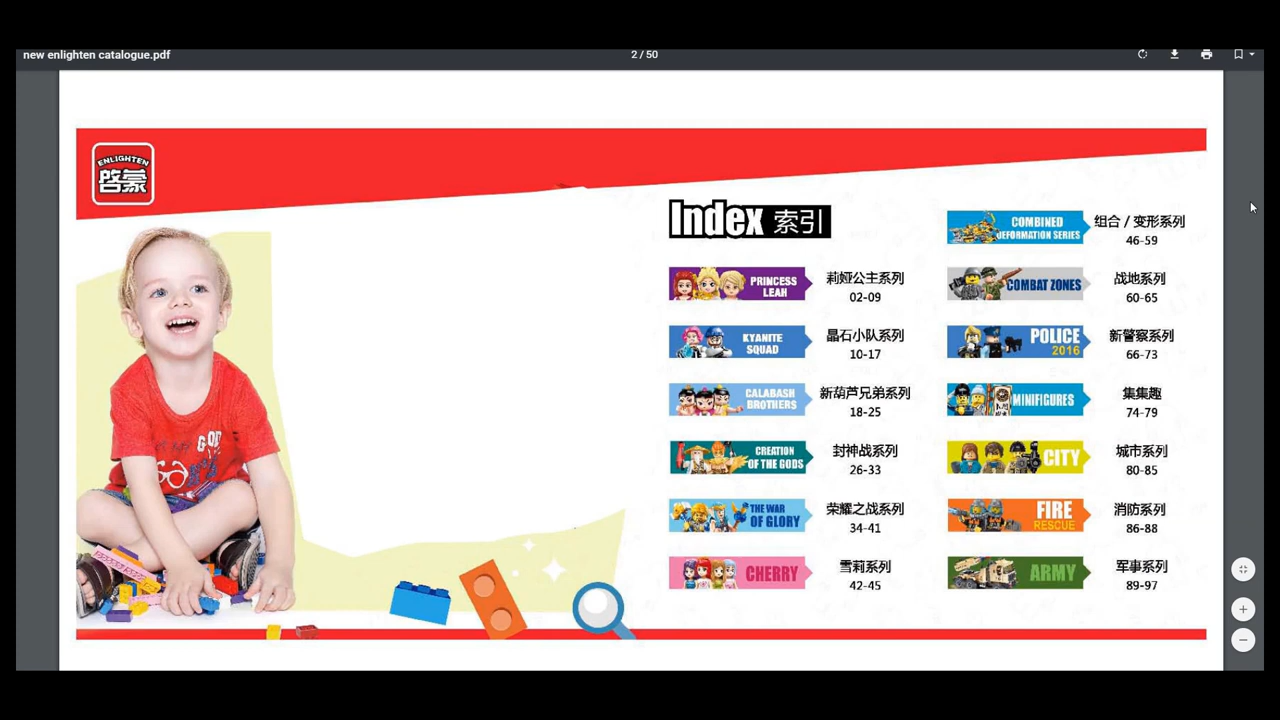 new enlighten catalogue.pdf
2 / 50
ENLIGHTEN
啓蒙
Index 索引
PRINCESS
LEAH
莉娅公主系列
02-09
KYANITE
SQUAD
晶石小队系列
10-17
CALABASH
BROTHERS
新葫芦兄弟系列
18-25
CREATION
OF THE GODS
封神战系列
26-33
THE WAR
OF GLORY
荣耀之战系列
34-41
CHERRY
雪莉系列
42-45
COMBINED
DEFORMATION SERIES
组合 / 变形系列
46-59
COMBAT ZONES
战地系列
60-65
POLICE
2016
新警察系列
66-73
MINIFIGURES
集集趣
74-79
CITY
城市系列
80-85
FIRE
RESCUE
消防系列
86-88
ARMY
军事系列
89-97